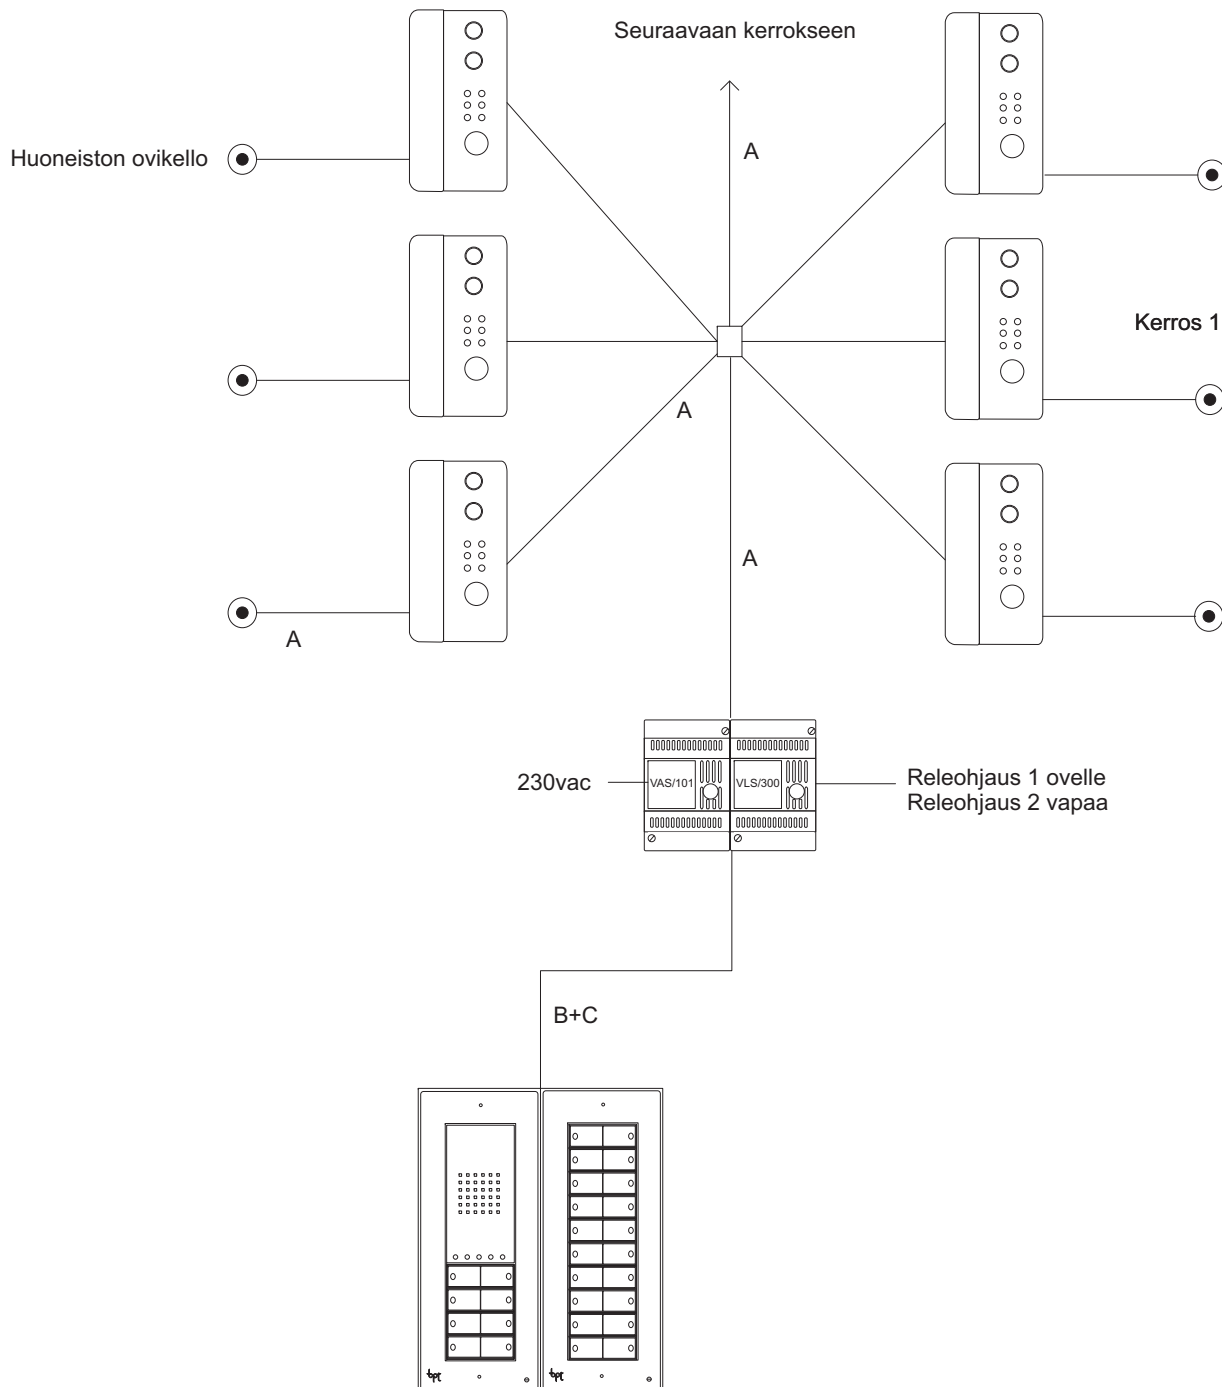 Seuraavaan kerrokseen
A
Huoneiston ovikello
Kerros 1
A
A
A
230vac
VAS/101
VLS/300
Releohjaus 1 ovelle
Releohjaus 2 vapaa
B+C
bpt
bpt